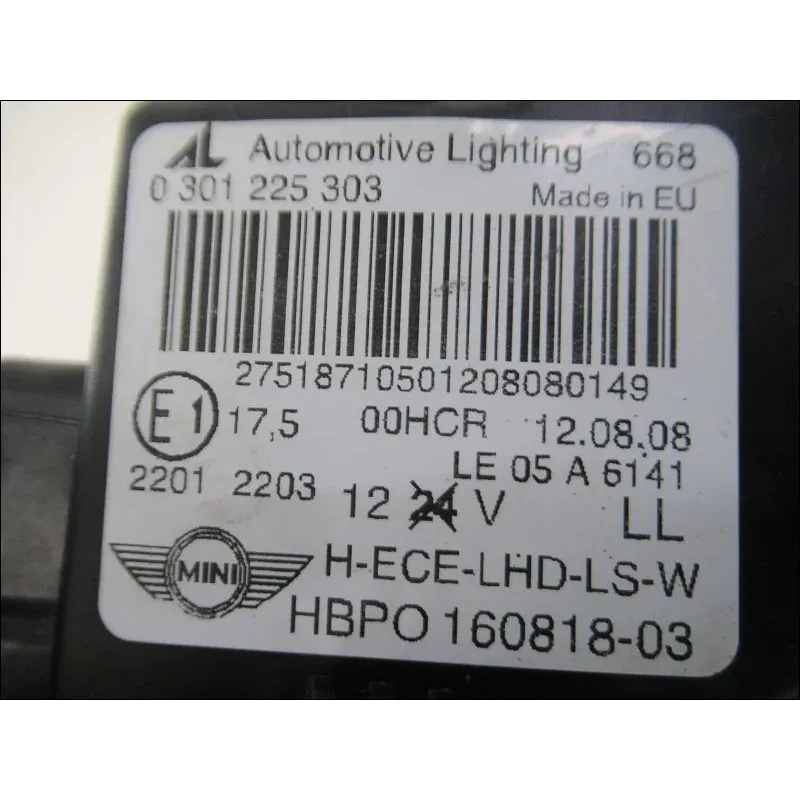 AL Automotive Lighting 668
0 301 225 303 Made in EU
27518710501208080149
E1 17,5 00HCR 12.08.08
LE 05 A 6141
2201 2203 12 24 V LL
MINI H-ECE-LHD-LS-W
HBPO 160818-03